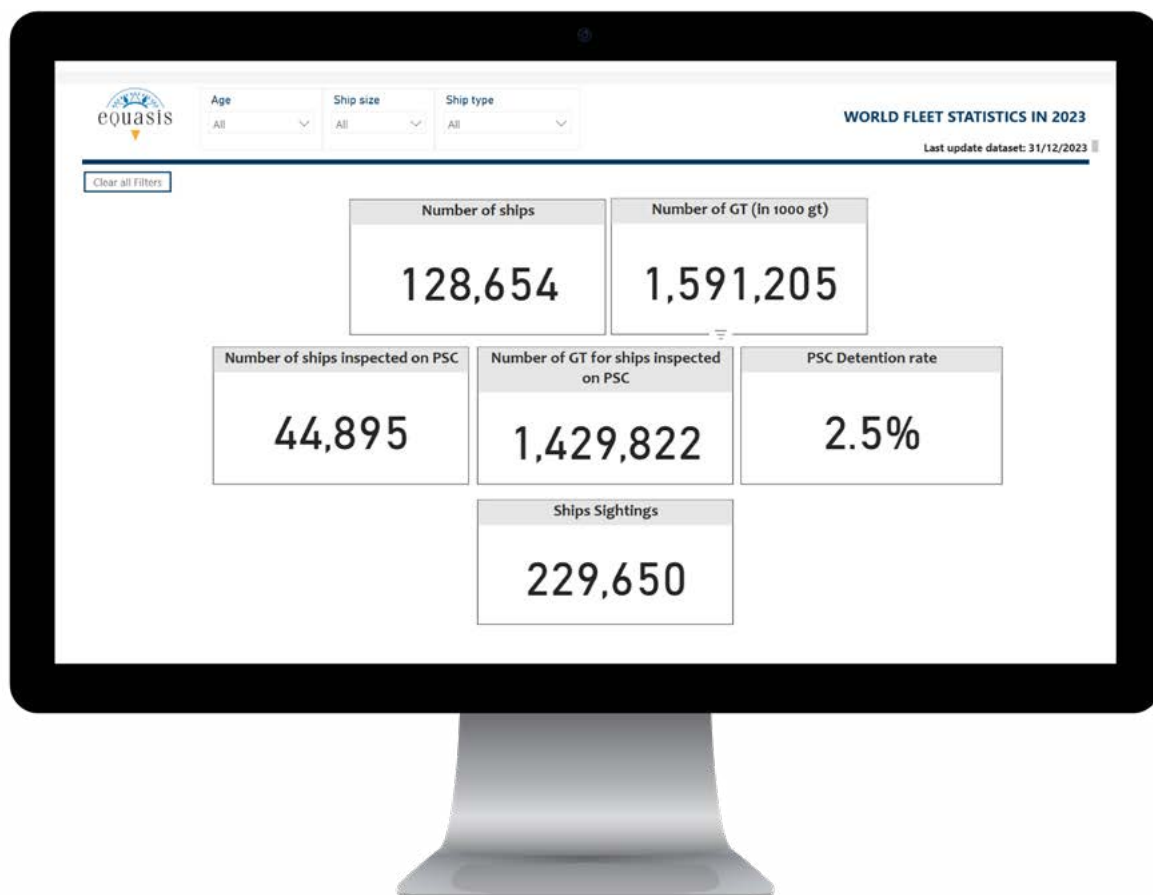 equasis
Age
Ship size
Ship type
All
All
All
WORLD FLEET STATISTICS IN 2023
Last update dataset: 31/12/2023
Clear all Filters
Number of ships
Number of GT (in 1000 gt)
128,654
1,591,205
Number of ships inspected on PSC
Number of GT for ships inspected
on PSC
PSC Detention rate
44,895
1,429,822
2.5%
Ships Sightings
229,650